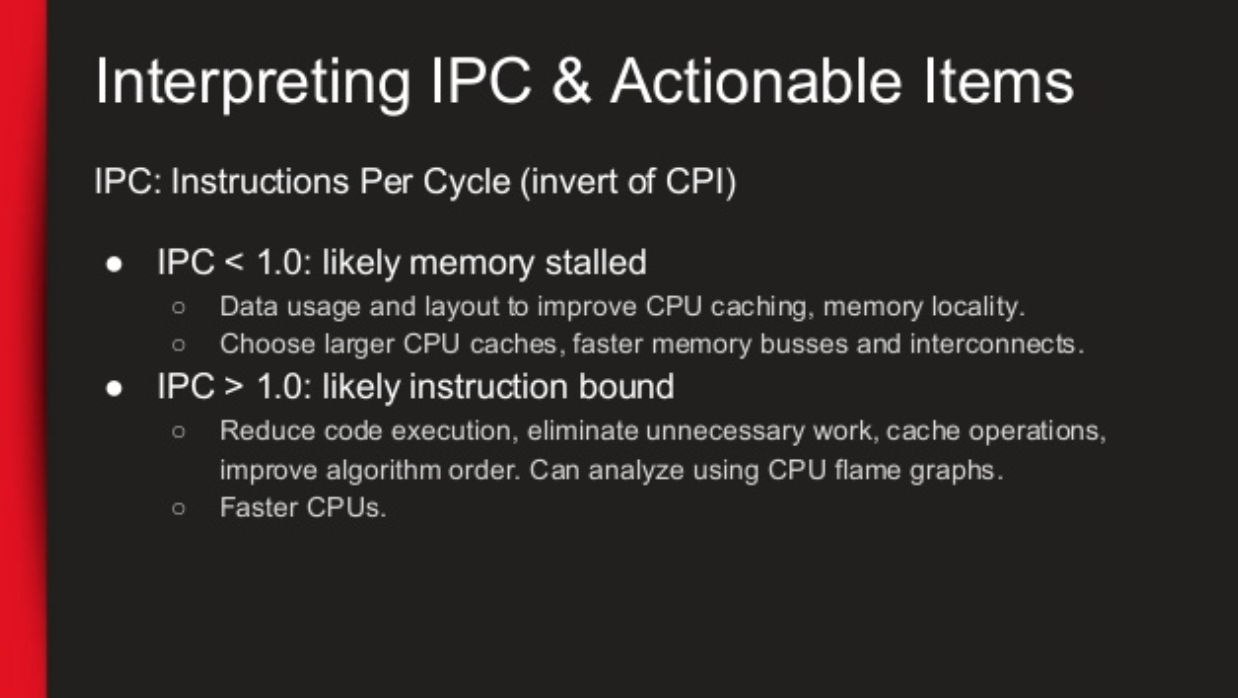 Interpreting IPC & Actionable Items
IPC: Instructions Per Cycle (invert of CPI)
● IPC < 1.0: likely memory stalled
○ Data usage and layout to improve CPU caching, memory locality.
○ Choose larger CPU caches, faster memory busses and interconnects.
● IPC > 1.0: likely instruction bound
○ Reduce code execution, eliminate unnecessary work, cache operations,
improve algorithm order. Can analyze using CPU flame graphs.
○ Faster CPUs.